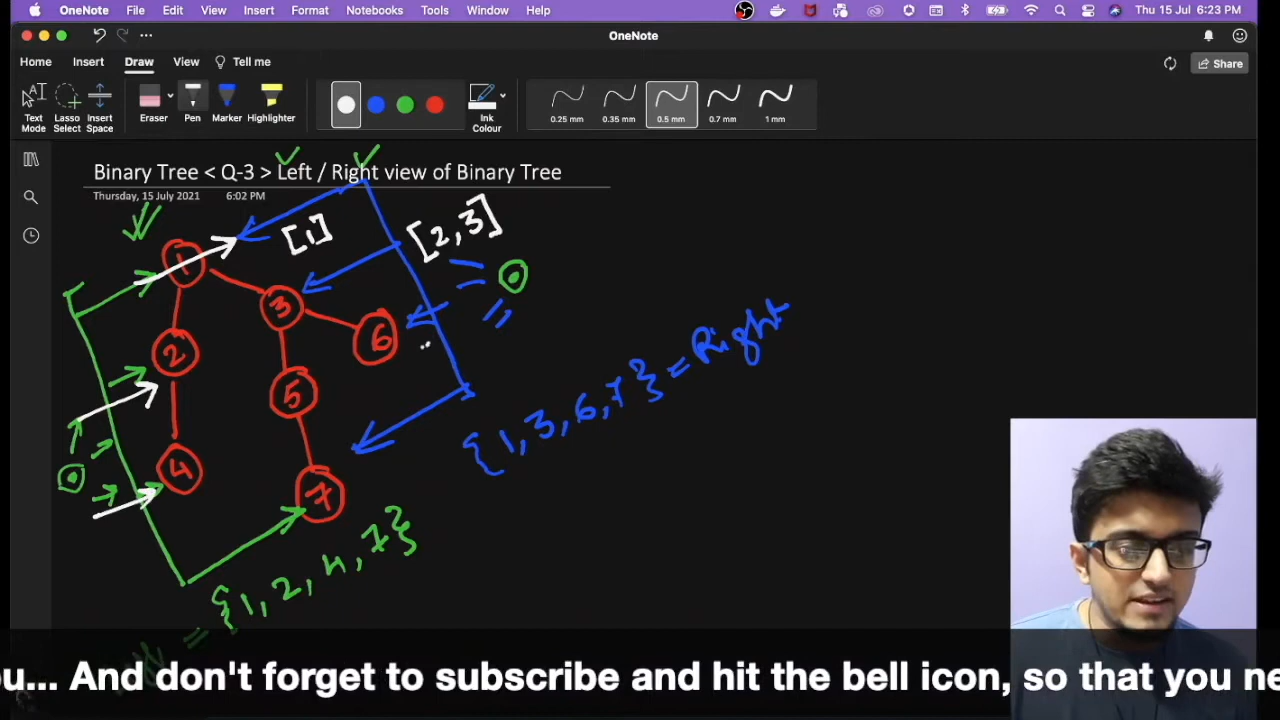 OneNote File Edit View Insert Format Notebooks Tools Window Help Thu 15 Jul 6:23 PM
OneNote
Home Insert Draw View Tell me Share
Text Mode Lasso Select Insert Space Eraser Pen Marker Highlighter Ink Colour 0.25 mm 0.35 mm 0.5 mm 0.7 mm 1 mm
Binary Tree < Q-3 > Left / Right view of Binary Tree
Thursday, 15 July 2021 6:02 PM
[1] [2,3]
1
3
6
2
5
4
7
{1, 3, 6, 7} = Right
= {1, 2, 4, 7}
... And don't forget to subscribe and hit the bell icon, so that you